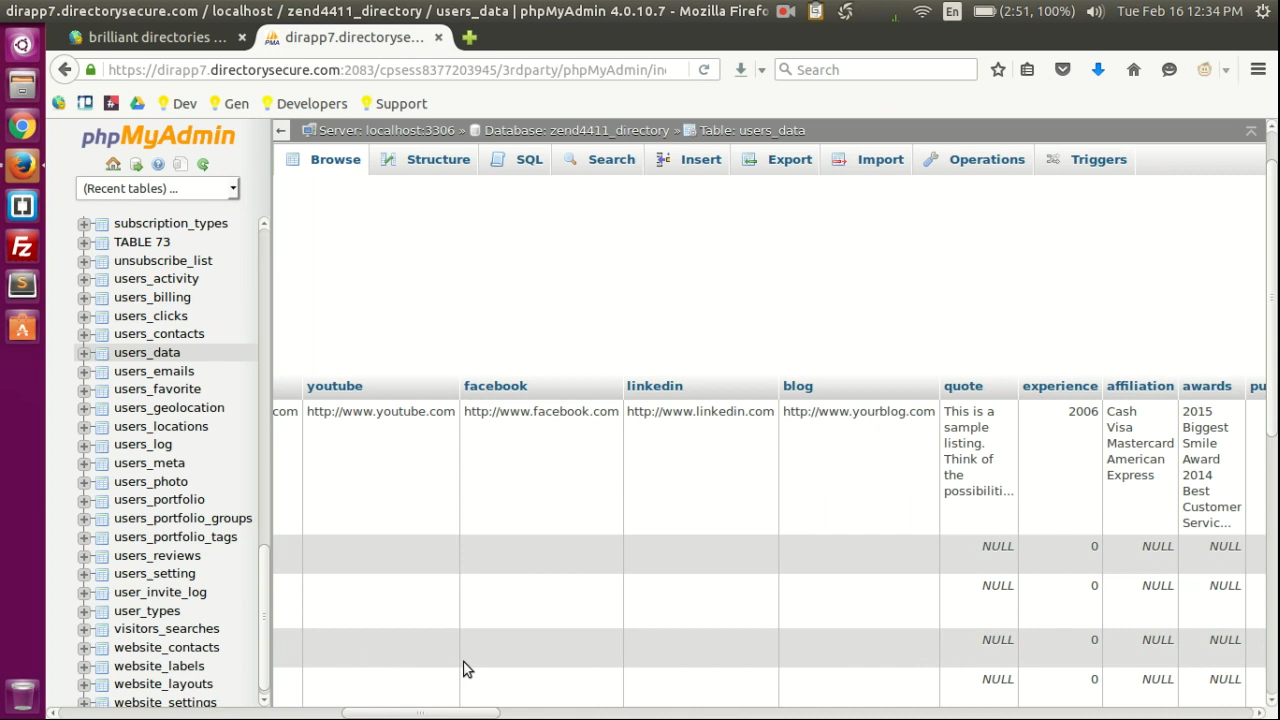 dirapp7.directorysecure.com / localhost / zend4411_directory / users_data | phpMyAdmin 4.0.10.7 - Mozilla Firefo
En (2:51, 100%) Tue Feb 16 12:34 PM
brilliant directories ... × dirapp7.directoryse... ×
https://dirapp7.directorysecure.com:2083/cpsess8377203945/3rdparty/phpMyAdmin/in
Search
Dev Gen Developers Support
phpMyAdmin
(Recent tables) ...
subscription_types
TABLE 73
unsubscribe_list
users_activity
users_billing
users_clicks
users_contacts
users_data
users_emails
users_favorite
users_geolocation
users_locations
users_log
users_meta
users_photo
users_portfolio
users_portfolio_groups
users_portfolio_tags
users_reviews
users_setting
user_invite_log
user_types
visitors_searches
website_contacts
website_labels
website_layouts
website_settings
Server: localhost:3306 » Database: zend4411_directory » Table: users_data
Browse Structure SQL Search Insert Export Import Operations Triggers
youtube facebook linkedin blog quote experience affiliation awards pu
com http://www.youtube.com http://www.facebook.com http://www.linkedin.com http://www.yourblog.com This is a 2006 Cash 2015
sample Visa Biggest
listing. Mastercard Smile
Think of American Award
the Express 2014
possibiliti... Best
Customer
Servic...
NULL 0 NULL NULL
NULL 0 NULL NULL
NULL 0 NULL NULL
NULL 0 NULL NULL